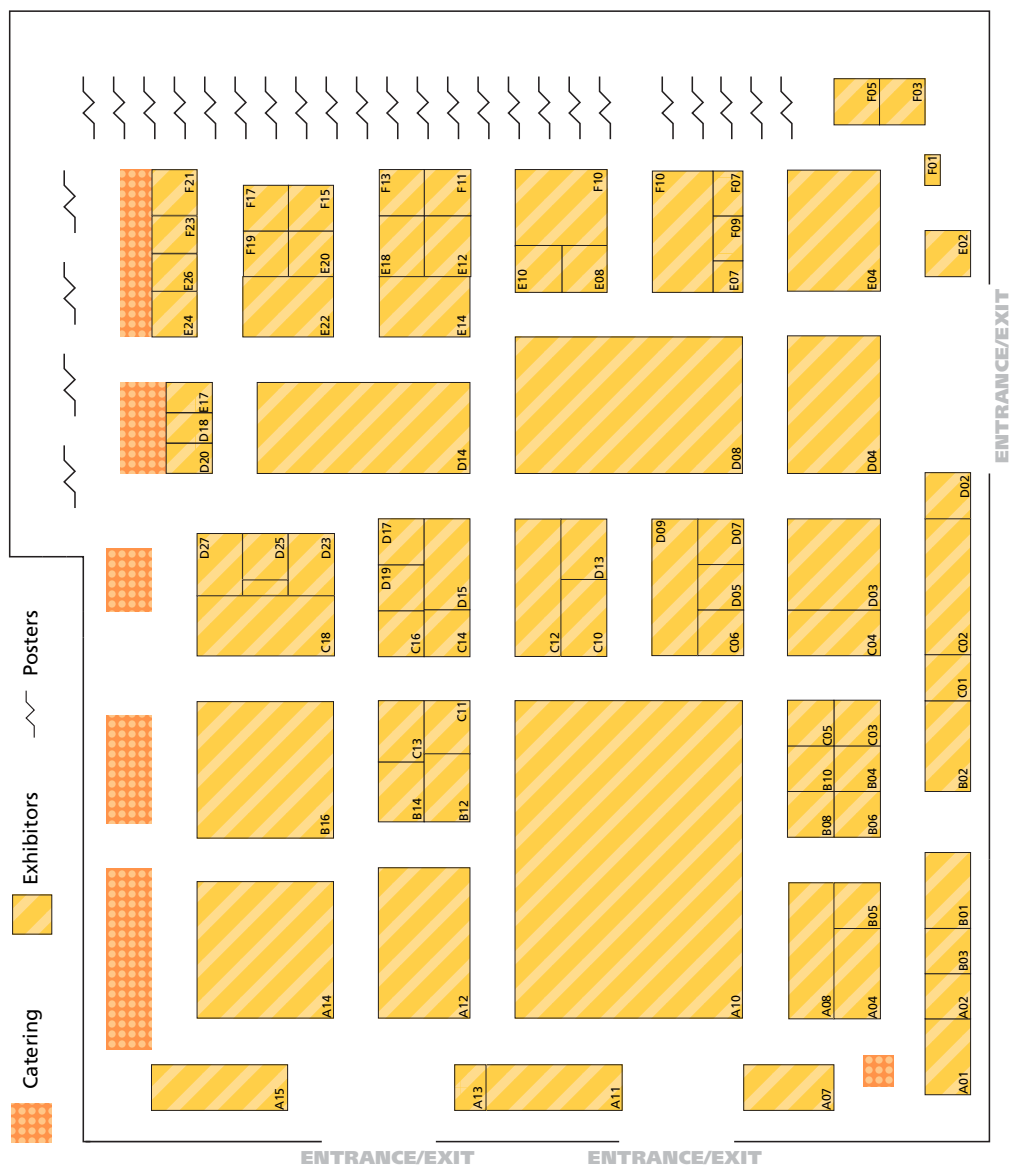 F05
F03
F01
F21
F17
F15
F13
F11
F10
F10
F07
F23
F09
F19
E02
E26
E20
E18
E12
E10
E08
E07
E04
E24
E22
E14
ENTRANCE/EXIT
E17
D18
D20
D14
D08
D04
D02
D27
D25
D23
D17
D09
D07
D19
D13
D15
D05
D03
C18
C16
C14
C12
C10
C06
C04
C02
C01
Posters
C11
C13
C05
C03
B10
B04
B02
B16
B14
B12
B08
B06
Exhibitors
B05
B01
B03
A14
A12
A10
A08
A04
A02
Catering
A15
A13
A11
A07
A01
ENTRANCE/EXIT
ENTRANCE/EXIT